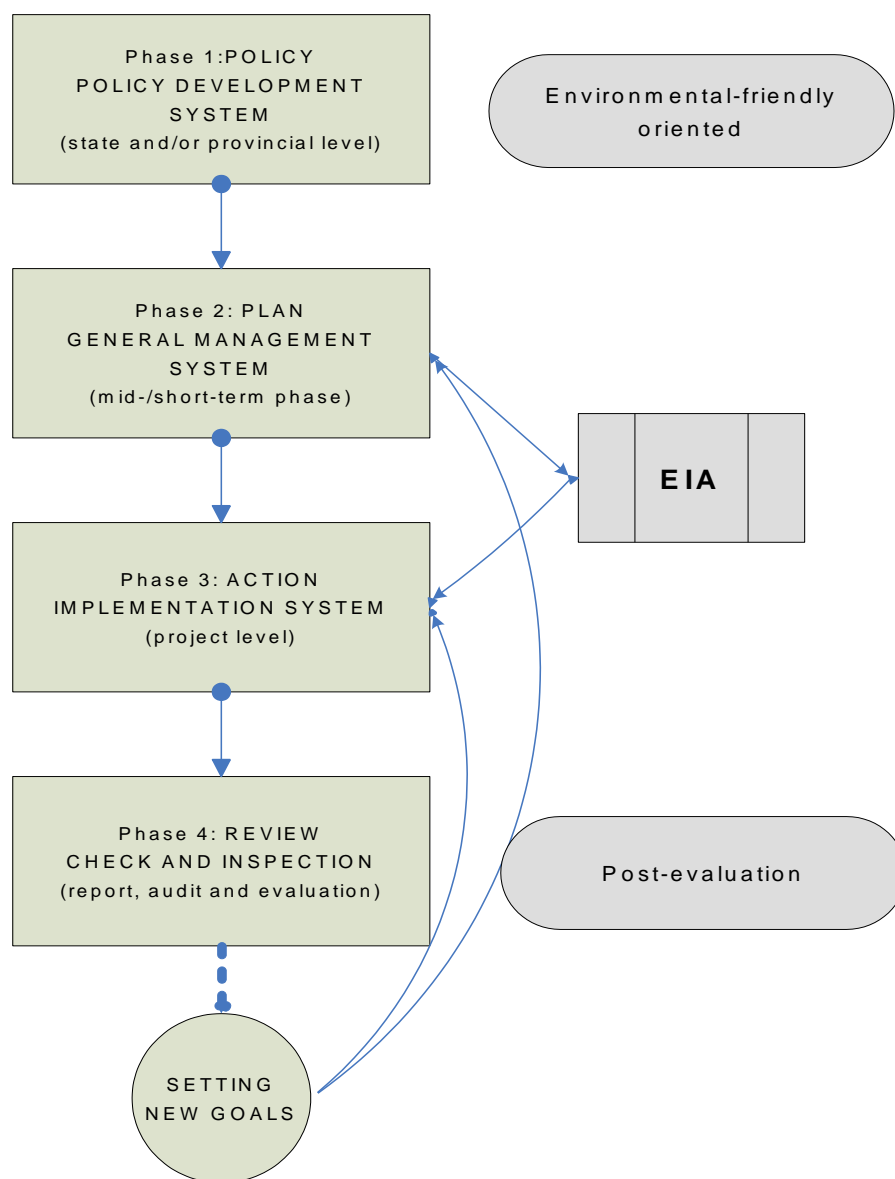 Phase 1:POLICY
POLICY DEVELOPMENT
SYSTEM
(state and/or provincial level)
Environmental-friendly
oriented
Phase 2: PLAN
GENERAL MANAGEMENT
SYSTEM
(mid-/short-term phase)
EIA
Phase 3: ACTION
IMPLEMENTATION SYSTEM
(project level)
Phase 4: REVIEW
CHECK AND INSPECTION
(report, audit and evaluation)
Post-evaluation
SETTING
NEW GOALS